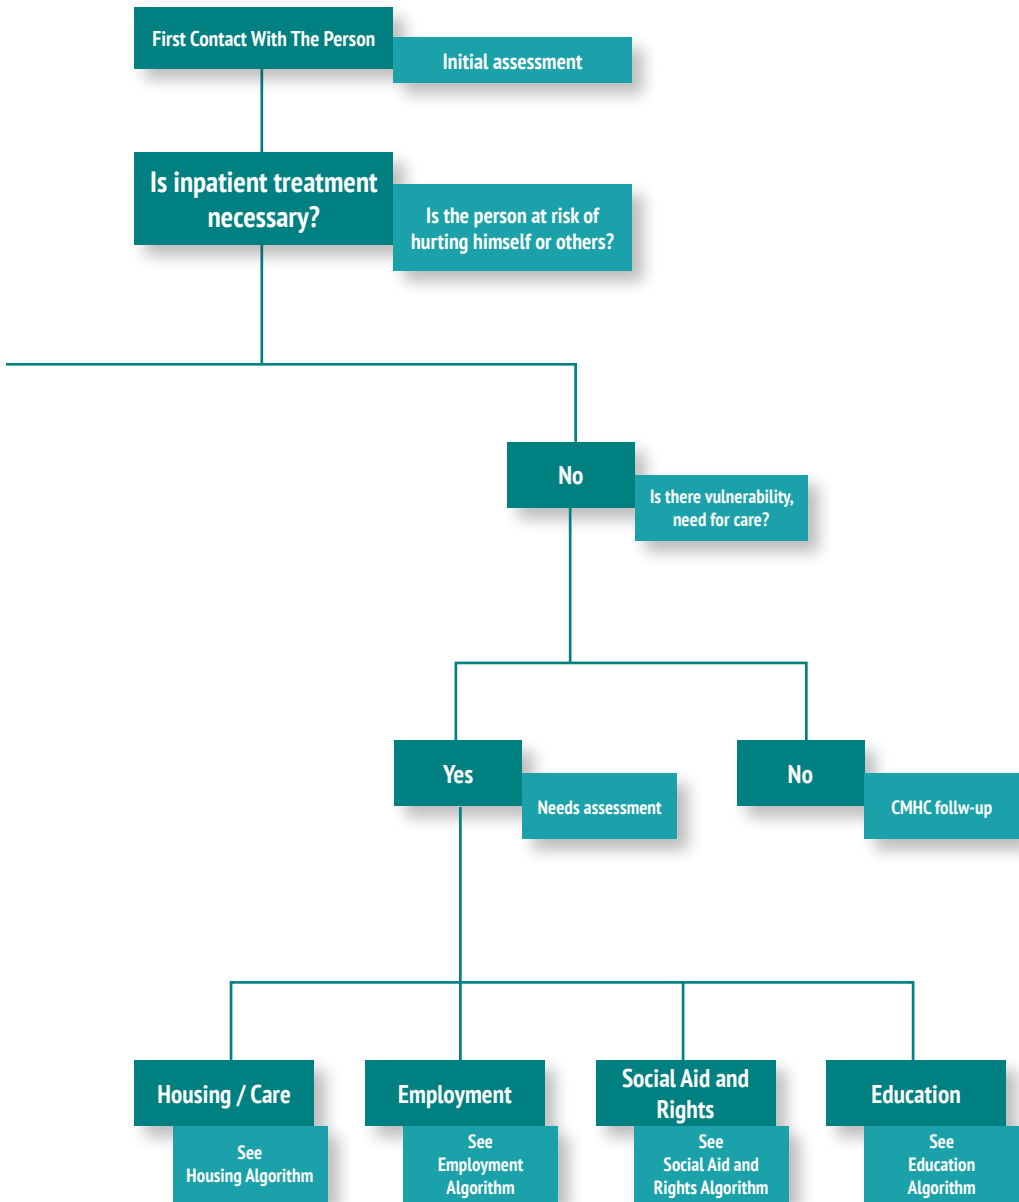 First Contact With The Person
Initial assessment
Is inpatient treatment
necessary?
Is the person at risk of
hurting himself or others?
No
Is there vulnerability,
need for care?
Yes
Needs assessment
No
CMHC follw-up
Housing / Care
See
Housing Algorithm
Employment
See
Employment
Algorithm
Social Aid and
Rights
See
Social Aid and
Rights Algorithm
Education
See
Education
Algorithm